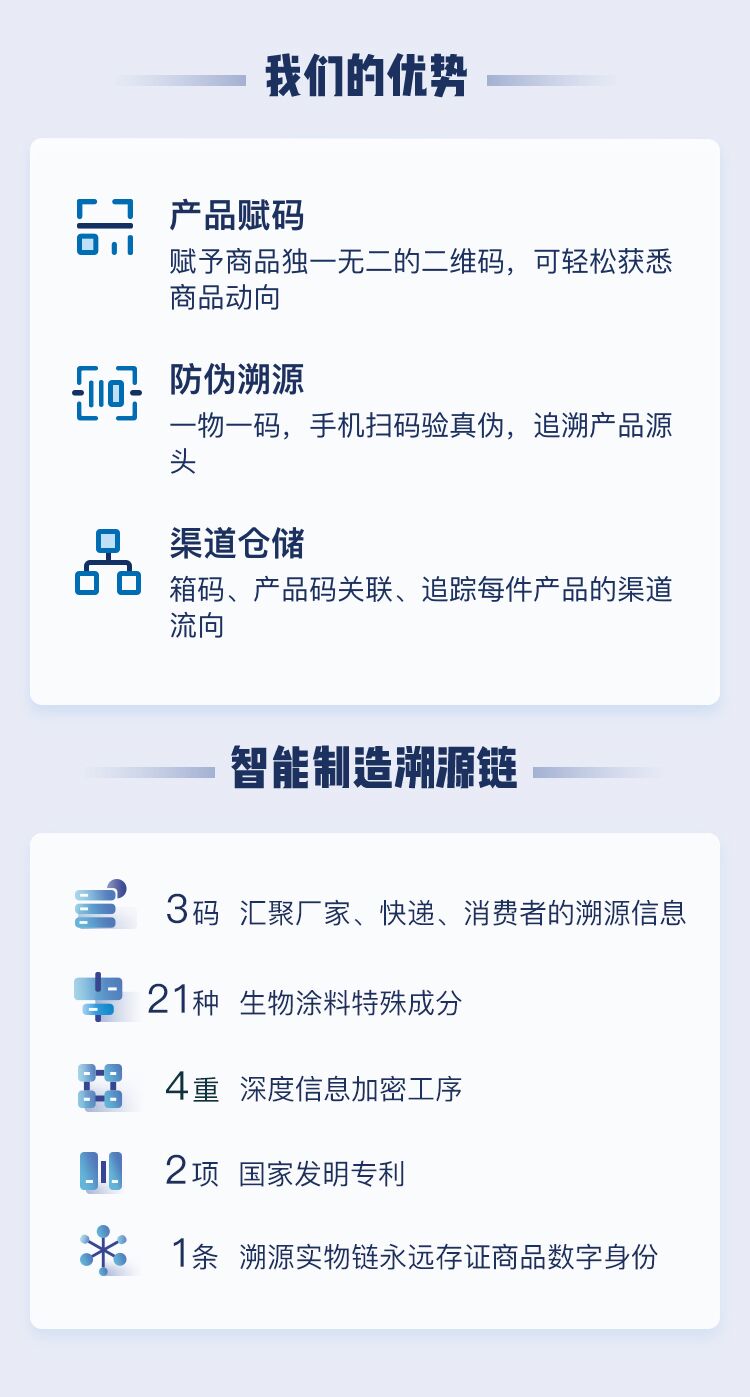 我们的优势
产品赋码
赋予商品独一无二的二维码，可轻松获悉
商品动向
防伪溯源
一物一码，手机扫码验真伪，追溯产品源
头
渠道仓储
箱码、产品码关联、追踪每件产品的渠道
流向
智能制造溯源链
3码 汇聚厂家、快递、消费者的溯源信息
21种 生物涂料特殊成分
4重 深度信息加密工序
2项 国家发明专利
1条 溯源实物链永远存证商品数字身份